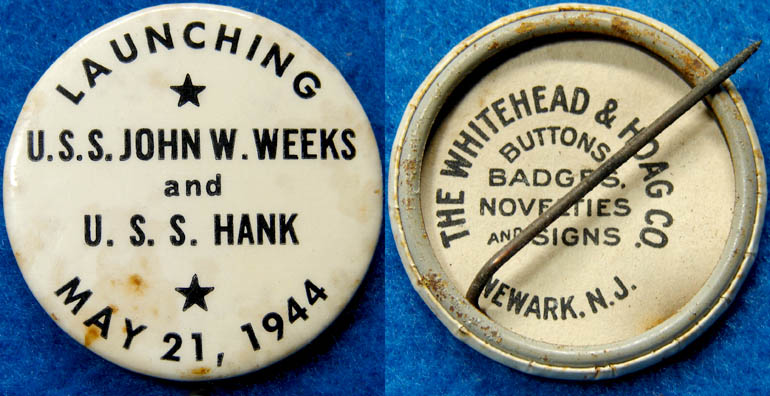 LAUNCHING
U.S.S. JOHN W. WEEKS
and
U. S. S. HANK
MAY 21, 1944
THE WHITEHEAD & HOAG CO.
BUTTONS,
BADGES,
NOVELTIES
AND SIGNS
NEWARK, N.J.